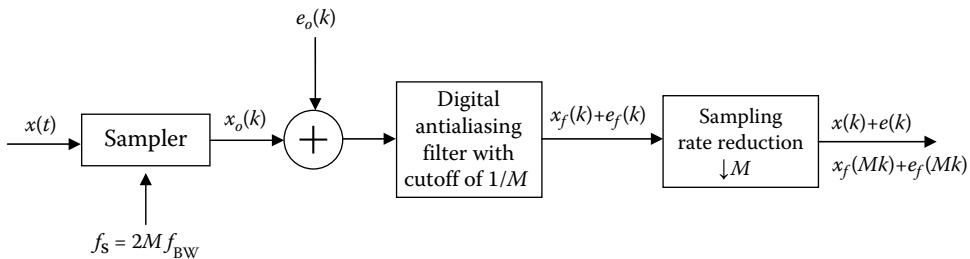 e_o(k)
x(t)
Sampler
x_o(k)
+
Digital
antialiasing
filter with
cutoff of 1/M
x_f(k)+e_f(k)
Sampling
rate reduction
↓M
x(k)+e(k)
x_f(Mk)+e_f(Mk)
f_s = 2M f_BW